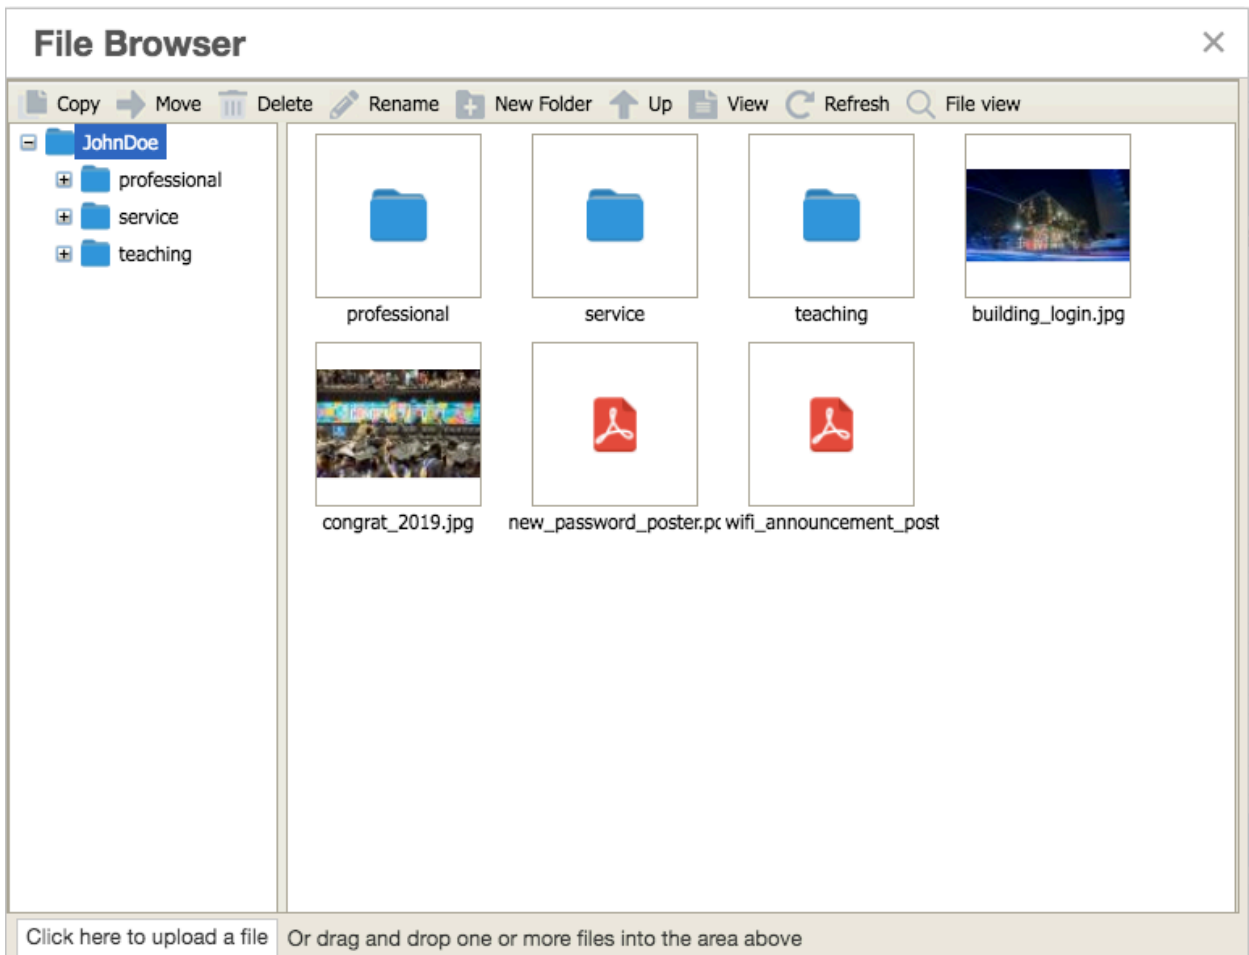 File Browser
Copy Move Delete Rename New Folder Up View Refresh File view
JohnDoe
professional
service
teaching
professional service teaching building_login.jpg
congrat_2019.jpg new_password_poster.pc wifi_announcement_post
Click here to upload a file Or drag and drop one or more files into the area above